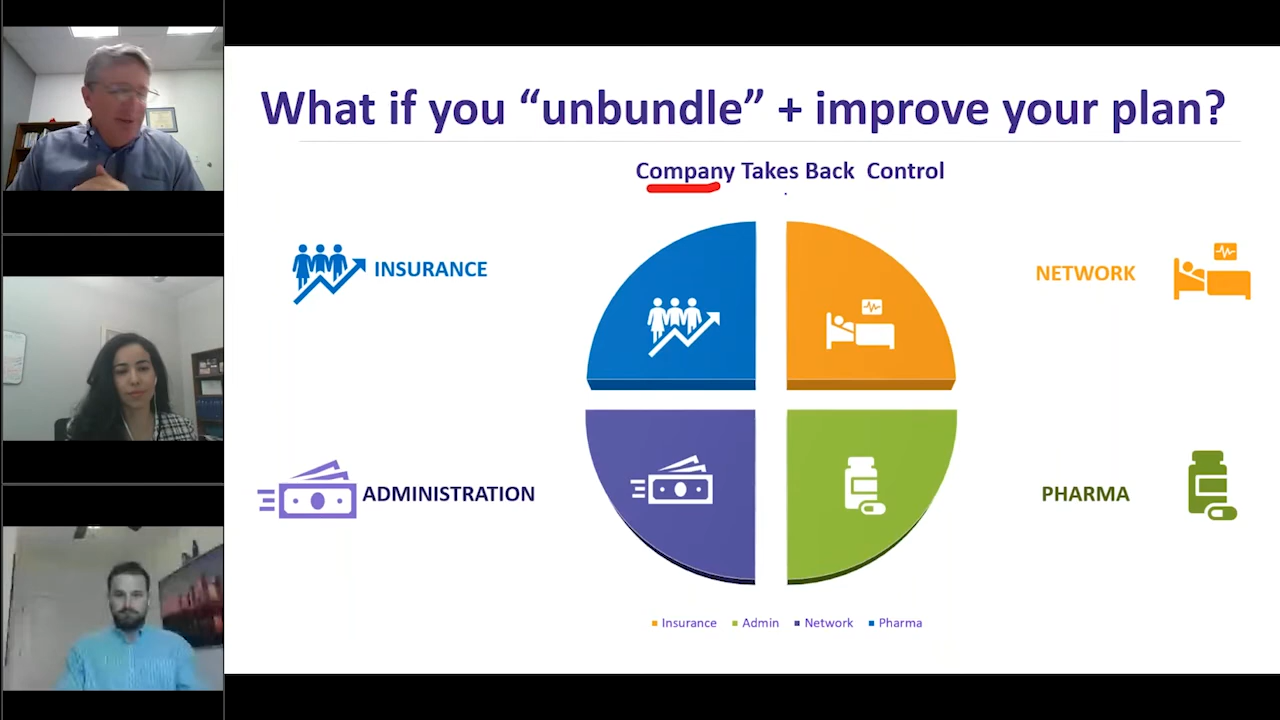 What if you “unbundle” + improve your plan?
Company Takes Back Control
INSURANCE
NETWORK
ADMINISTRATION
PHARMA
Insurance Admin Network Pharma